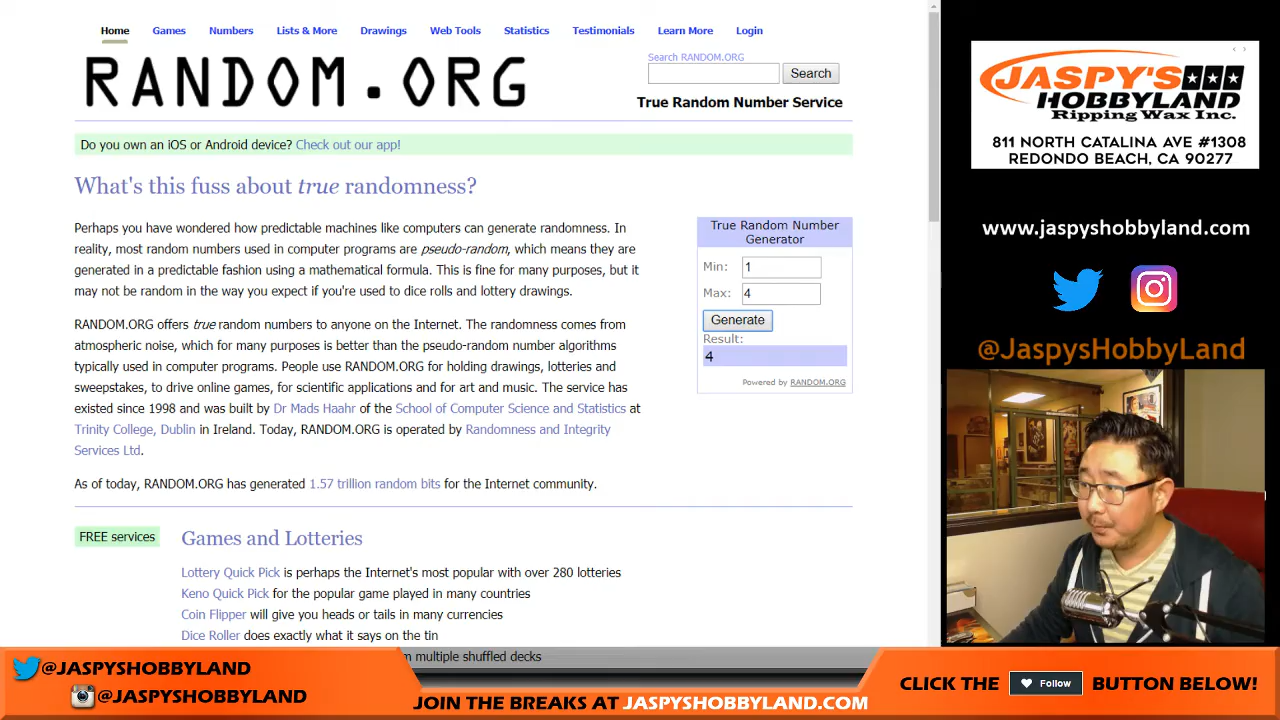 Home Games Numbers Lists & More Drawings Web Tools Statistics Testimonials Learn More Login
RANDOM.ORG
Search RANDOM.ORG
Search
True Random Number Service
Do you own an iOS or Android device? Check out our app!
What's this fuss about true randomness?
Perhaps you have wondered how predictable machines like computers can generate randomness. In
reality, most random numbers used in computer programs are pseudo-random, which means they are
generated in a predictable fashion using a mathematical formula. This is fine for many purposes, but it
may not be random in the way you expect if you're used to dice rolls and lottery drawings.
RANDOM.ORG offers true random numbers to anyone on the Internet. The randomness comes from
atmospheric noise, which for many purposes is better than the pseudo-random number algorithms
typically used in computer programs. People use RANDOM.ORG for holding drawings, lotteries and
sweepstakes, to drive online games, for scientific applications and for art and music. The service has
existed since 1998 and was built by Dr Mads Haahr of the School of Computer Science and Statistics at
Trinity College, Dublin in Ireland. Today, RANDOM.ORG is operated by Randomness and Integrity
Services Ltd.
As of today, RANDOM.ORG has generated 1.57 trillion random bits for the Internet community.
True Random Number
Generator
Min: 1
Max: 4
Generate
Result:
4
Powered by RANDOM.ORG
FREE services
Games and Lotteries
Lottery Quick Pick is perhaps the Internet's most popular with over 280 lotteries
Keno Quick Pick for the popular game played in many countries
Coin Flipper will give you heads or tails in many currencies
Dice Roller does exactly what it says on the tin
multiple shuffled decks
JASPY'S
HOBBYLAND
Ripping Wax Inc.
811 NORTH CATALINA AVE #1308
REDONDO BEACH, CA 90277
www.jaspyshobbyland.com
@JaspysHobbyLand
@JASPYSHOBBYLAND
@JASPYSHOBBYLAND
JOIN THE BREAKS AT JASPYSHOBBYLAND.COM
CLICK THE Follow BUTTON BELOW!